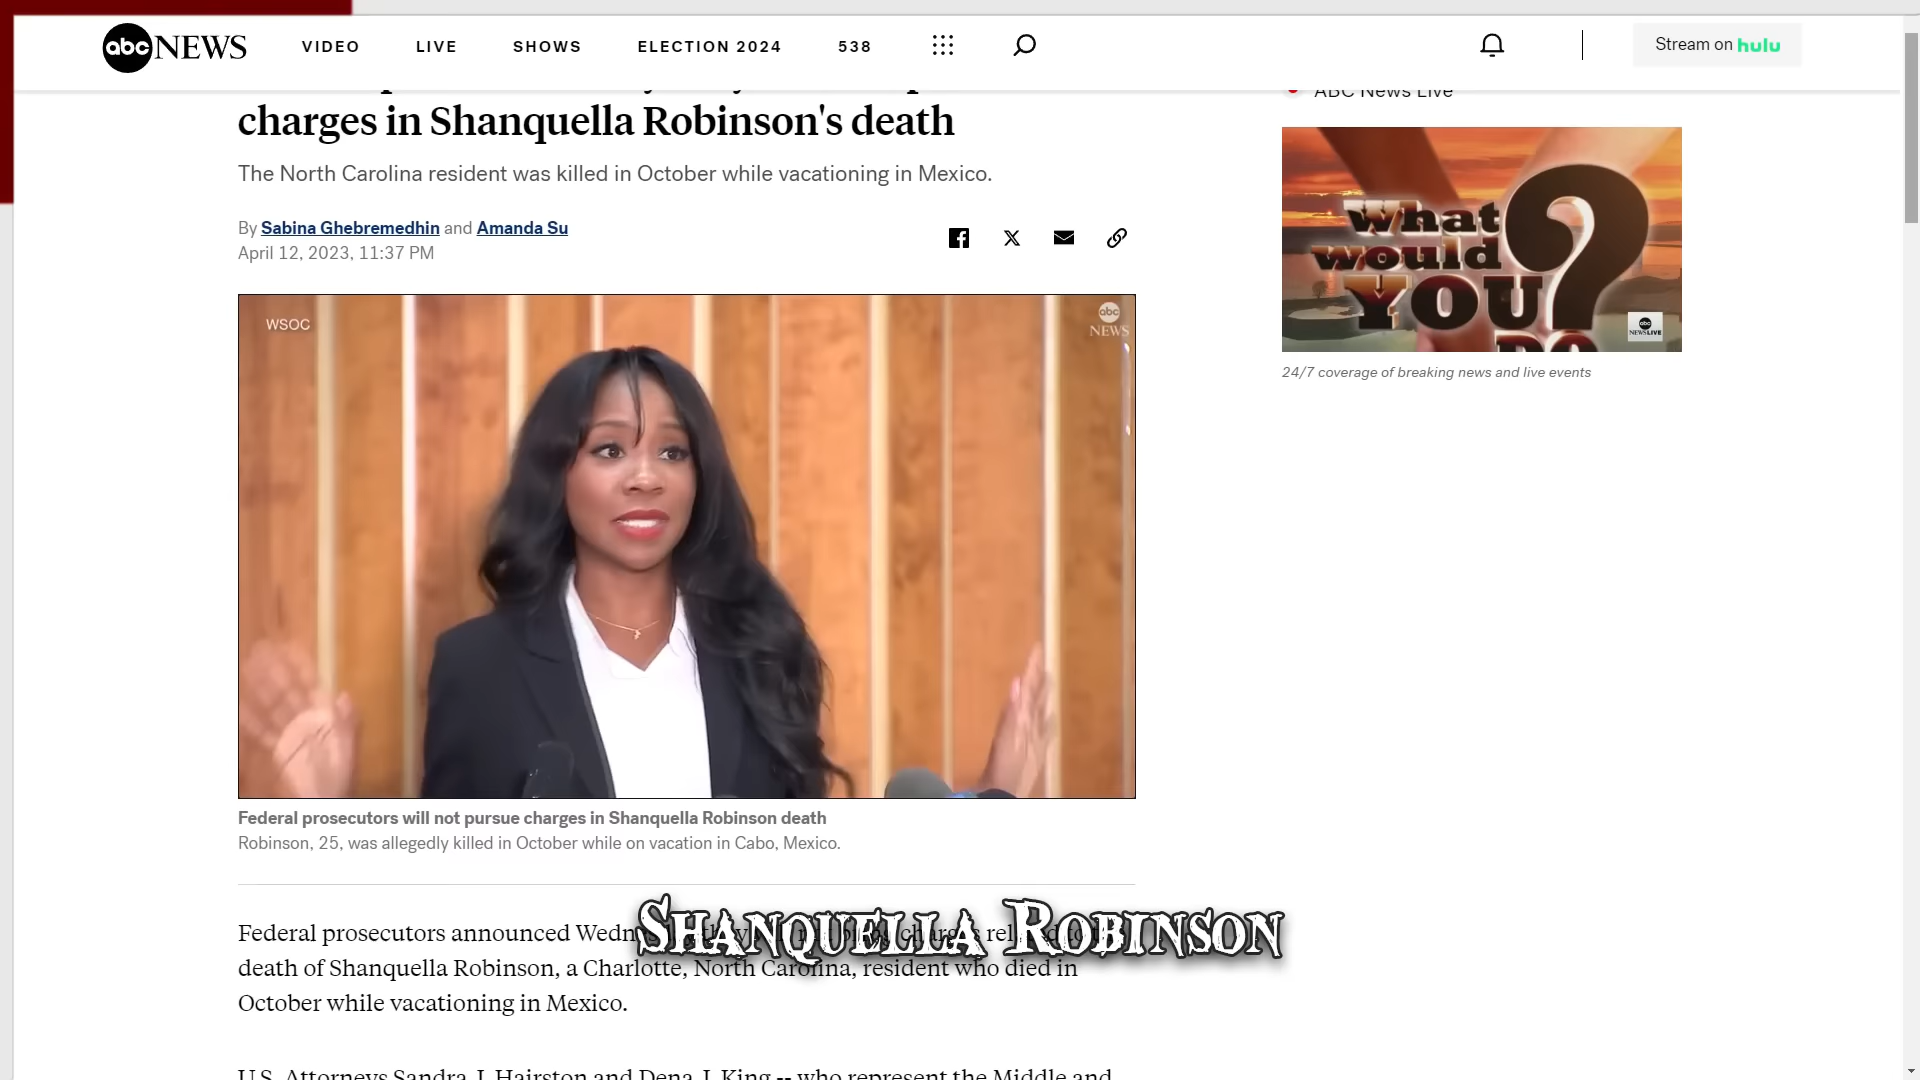 abc NEWS VIDEO LIVE SHOWS ELECTION 2024 538 Stream on hulu
charges in Shanquella Robinson's death
The North Carolina resident was killed in October while vacationing in Mexico.
By Sabina Ghebremedhin and Amanda Su
April 12, 2023, 11:37 PM
WSOC
abc NEWS
Federal prosecutors will not pursue charges in Shanquella Robinson death
Robinson, 25, was allegedly killed in October while on vacation in Cabo, Mexico.
Federal prosecutors announced
death of Shanquella Robinson, a Charlotte, North Carolina, resident who died in
October while vacationing in Mexico.
U.S. Attorneys Sandra J. Hairston and Dena J. King -- who represent the Middle and
Shanquella Robinson
ABC News Live
What
would
YOU
DO
?
abc
NEWS LIVE
24/7 coverage of breaking news and live events